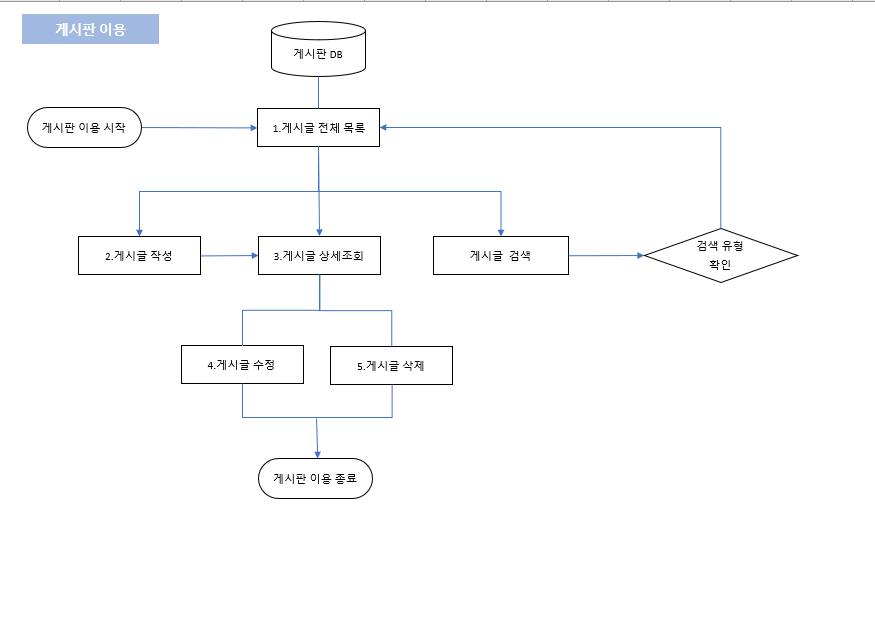 게시판 이용
게시판 DB
게시판 이용 시작
1.게시글 전체 목록
2.게시글 작성
3.게시글 상세조회
게시글 검색
검색 유형
확인
4.게시글 수정
5.게시글 삭제
게시판 이용 종료